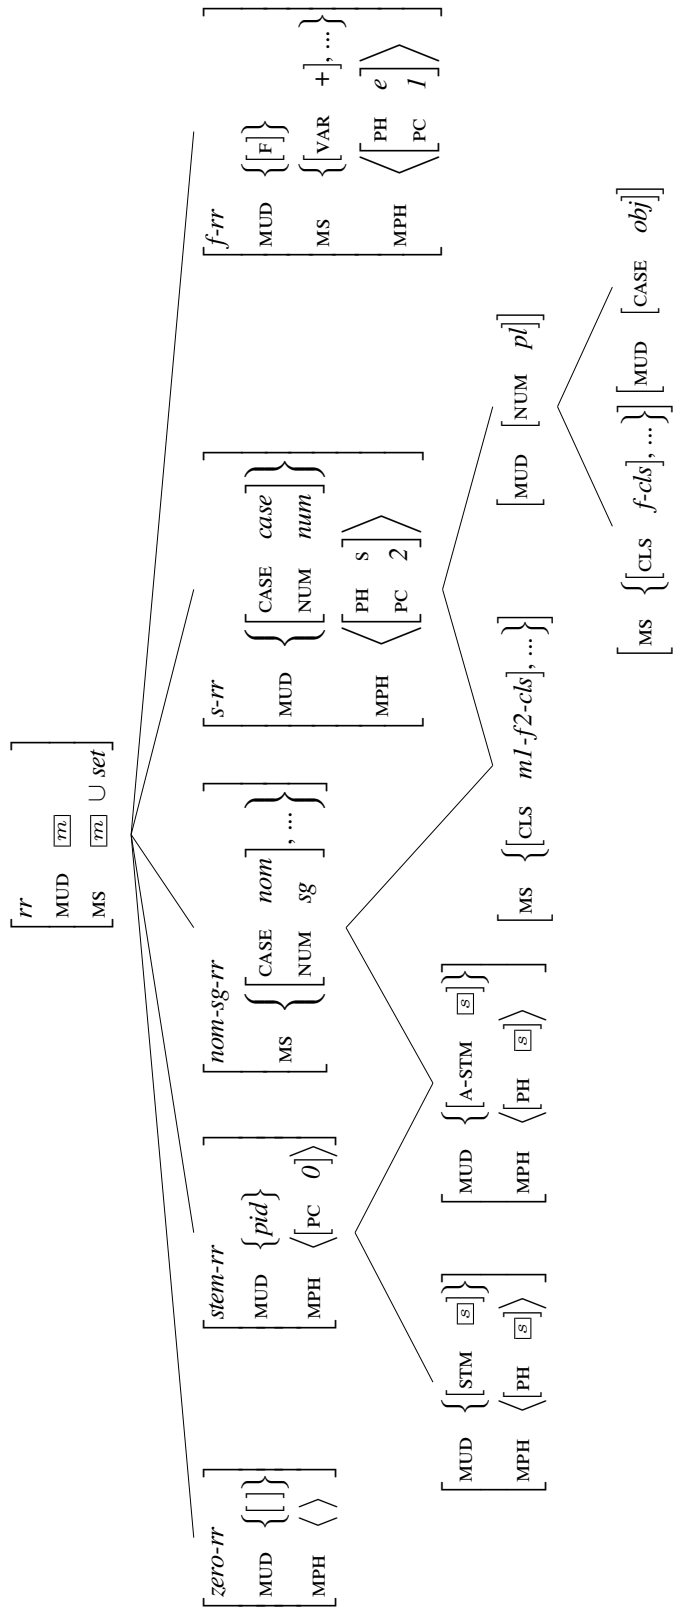 rr
MUD m
MS m ∪ set
zero-rr
MUD {[ ]}
MPH ⟨⟩
stem-rr
MUD {pid}
MPH ⟨[PC 0]⟩
nom-sg-rr
MS {[CASE nom
NUM sg], ...}
s-rr
MUD {[CASE case
NUM num]}
MPH ⟨[PH s
PC 2]⟩
f-rr
MUD {[F]}
MS {[VAR +], ...}
MPH ⟨[PH e
PC 1]⟩
MUD {[STM s]}
MPH ⟨[PH s]⟩
MUD {[A-STM s]}
MPH ⟨[PH s]⟩
[MS {[CLS m1-f2-cls], ...}]
[MUD [NUM pl]]
[MS {[CLS f-cls], ...}]
[MUD [CASE obj]]